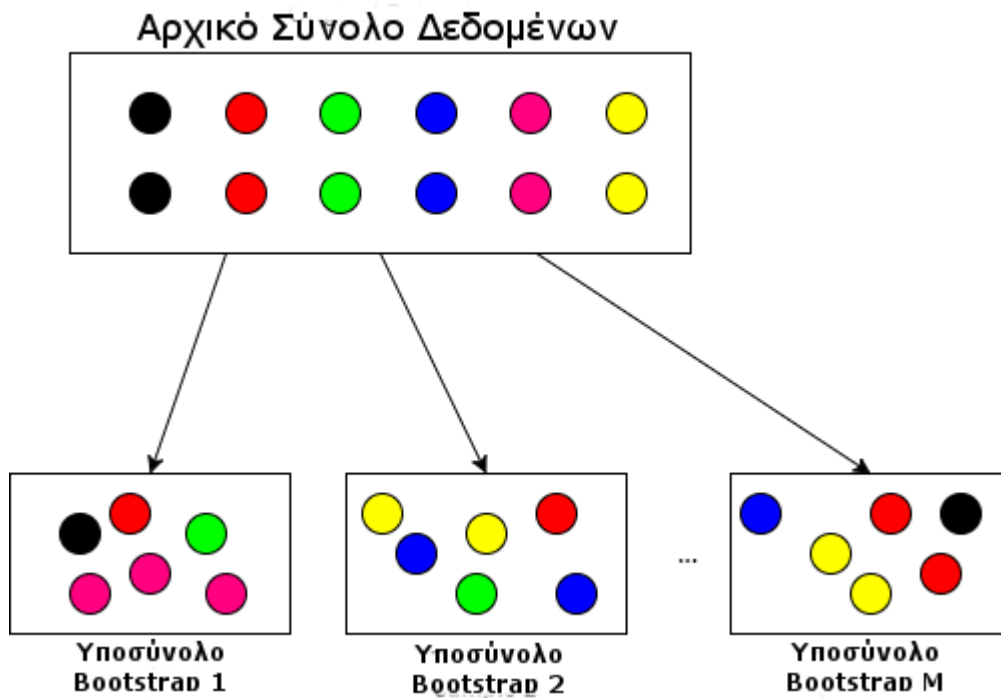 Αρχικό Σύνολο Δεδομένων
...
Υποσύνολο
Bootstrap 1
Υποσύνολο
Bootstrap 2
Υποσύνολο
Bootstrap M